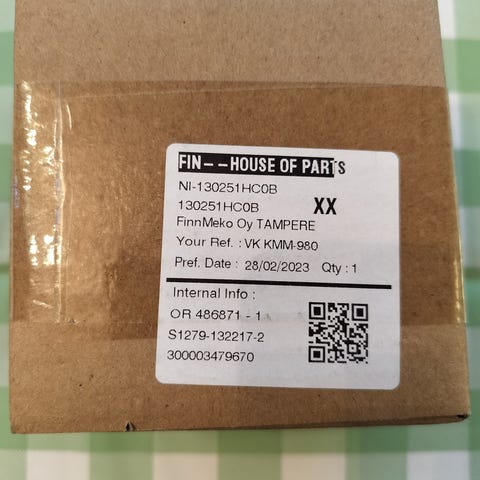 FIN-- HOUSE OF PARTS
NI-130251HC0B
130251HC0B XX
FinnMeko Oy TAMPERE
Your Ref. : VK KMM-980
Pref. Date : 28/02/2023 Qty : 1
Internal Info :
OR 486871 - 1
S1279-132217-2
300003479670